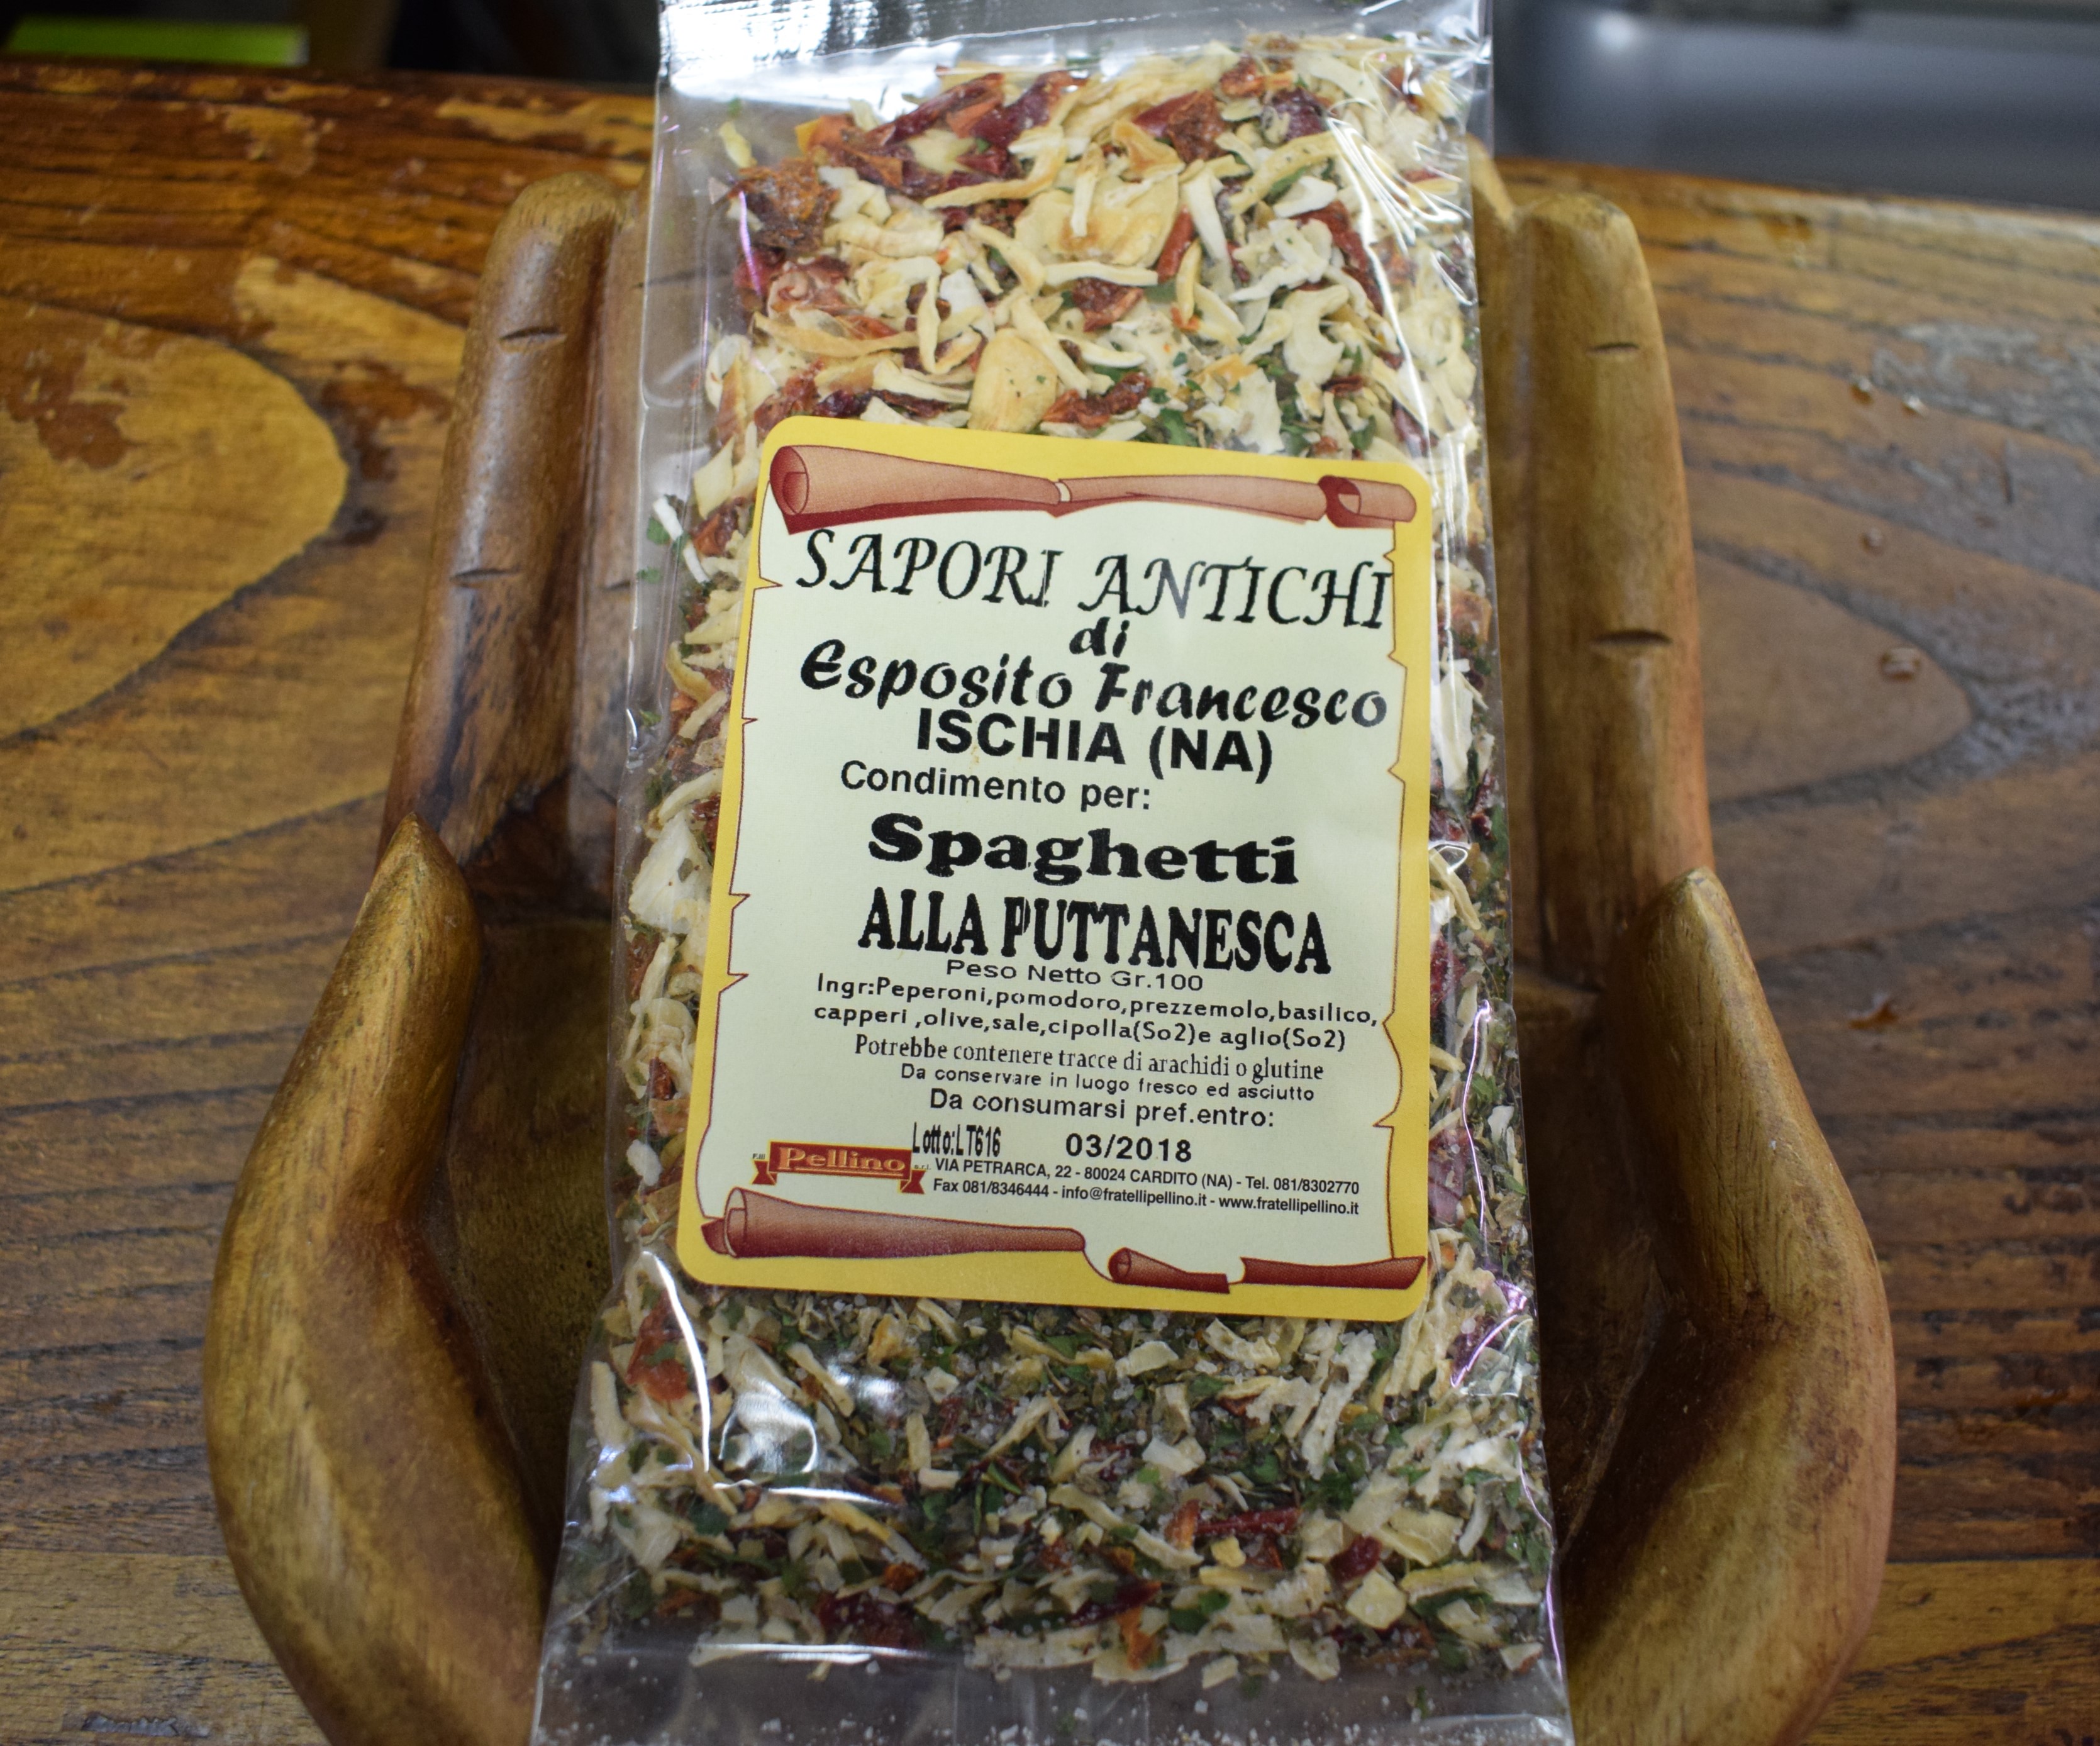 SAPORI ANTICHI
di
Esposito Francesco
ISCHIA (NA)
Condimento per:
Spaghetti
ALLA PUTTANESCA
Peso Netto Gr.100
Ingr:Peperoni,pomodoro,prezzemolo,basilico,
capperi ,olive,sale,cipolla(So2)e aglio(So2)
Potrebbe contenere tracce di arachidi o glutine
Da conservare in luogo fresco ed asciutto
Da consumarsi pref.entro:
Lotto:LT616 03/2018
F.lli Pellino s.r.l. VIA PETRARCA, 22 - 80024 CARDITO (NA) - Tel. 081/8302770
Fax 081/8346444 - info@fratellipellino.it - www.fratellipellino.it